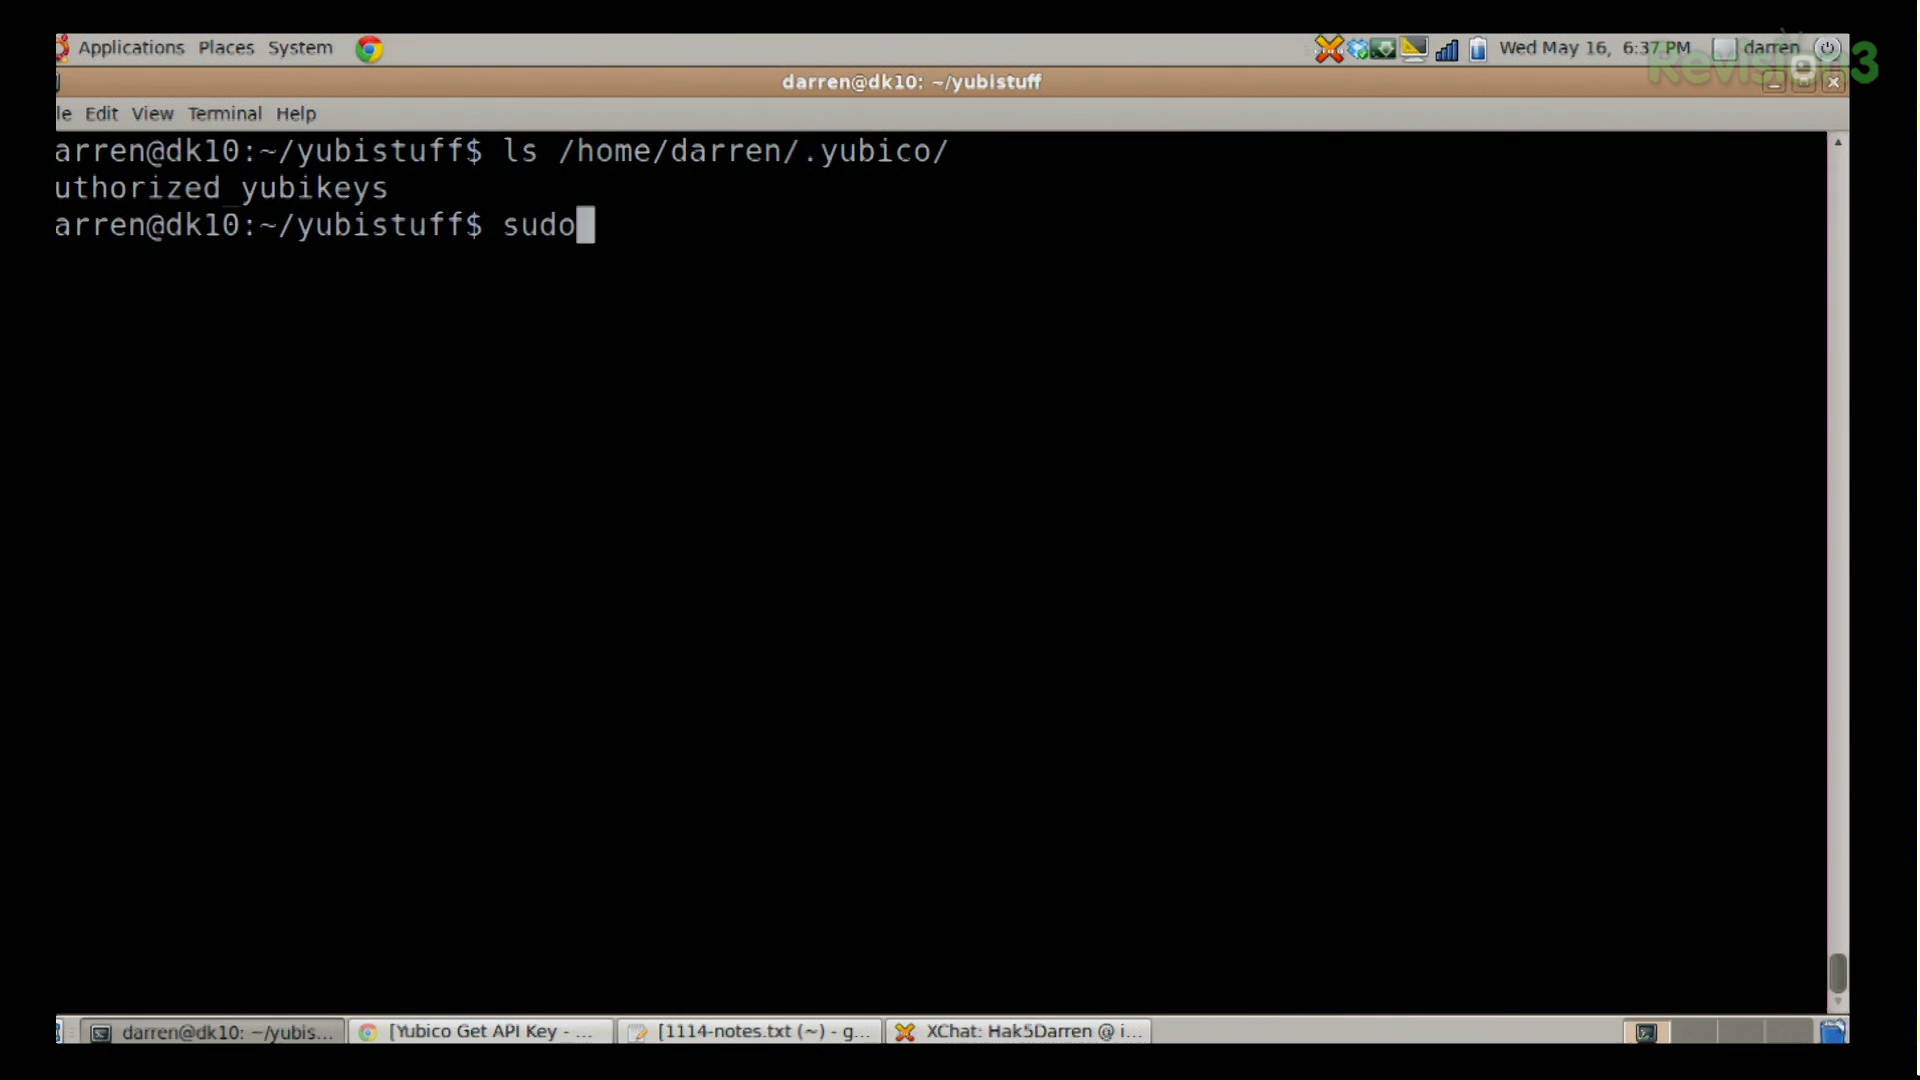 Applications Places System
Wed May 16, 6:37 PM darren
Revision3
darren@dk10: ~/yubistuff
le Edit View Terminal Help
arren@dk10:~/yubistuff$ ls /home/darren/.yubico/
uthorized_yubikeys
arren@dk10:~/yubistuff$ sudo
darren@dk10: ~/yubis... [Yubico Get API Key - ... [1114-notes.txt (~) - g... XChat: Hak5Darren @ i...